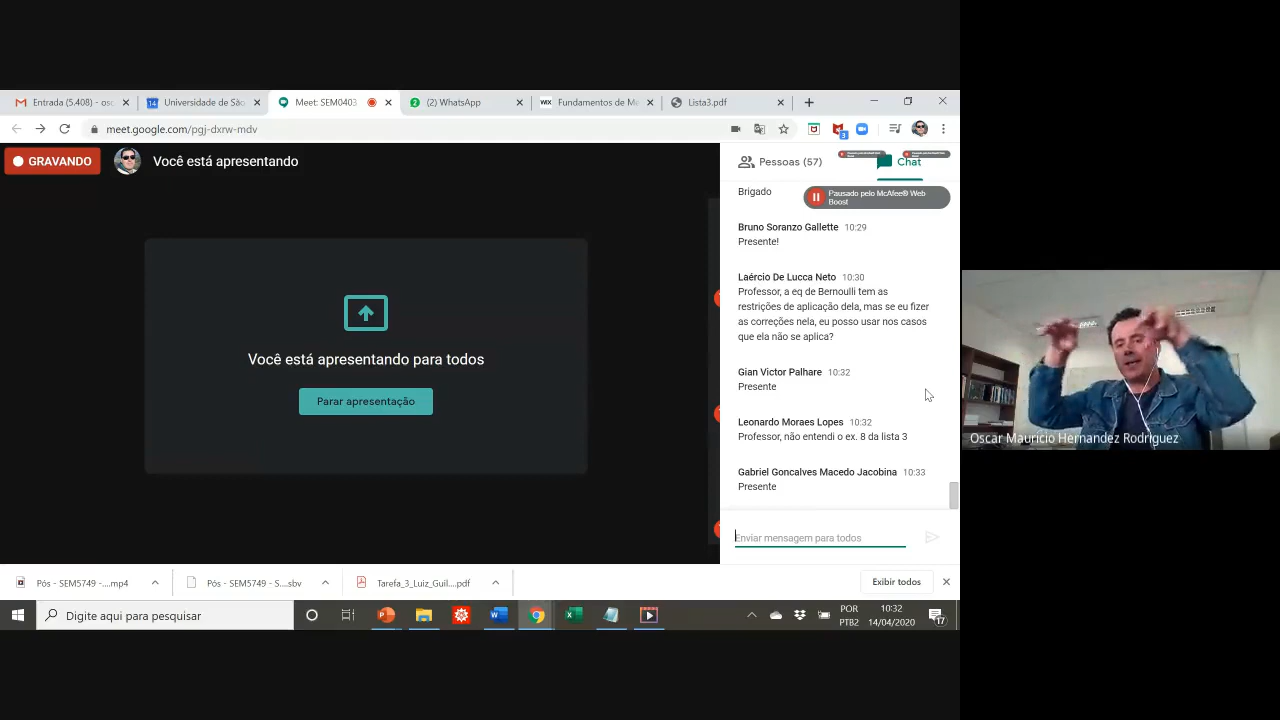 Entrada (5.408) - osc
Universidade de São
Meet: SEM0403
(2) WhatsApp
WIX Fundamentos de Me
Lista3.pdf
meet.google.com/pgj-dxrw-mdv
3
GRAVANDO
Você está apresentando
Pessoas (57)
Chat
Brigado
Pausado pelo McAfee® Web
Boost
Bruno Soranzo Gallette 10:29
Presente!
Laércio De Lucca Neto 10:30
Professor, a eq de Bernoulli tem as
restrições de aplicação dela, mas se eu fizer
as correções nela, eu posso usar nos casos
que ela não se aplica?
Gian Victor Palhare 10:32
Presente
Leonardo Moraes Lopes 10:32
Professor, não entendi o ex. 8 da lista 3
Gabriel Goncalves Macedo Jacobina 10:33
Presente
Você está apresentando para todos
Parar apresentação
Enviar mensagem para todos
Oscar Mauricio Hernandez Rodriguez
Pós - SEM5749 -....mp4
Pós - SEM5749 - S....sbv
Tarefa_3_Luiz_Guil....pdf
Exibir todos
Digite aqui para pesquisar
POR
PTB2
10:32
14/04/2020
17